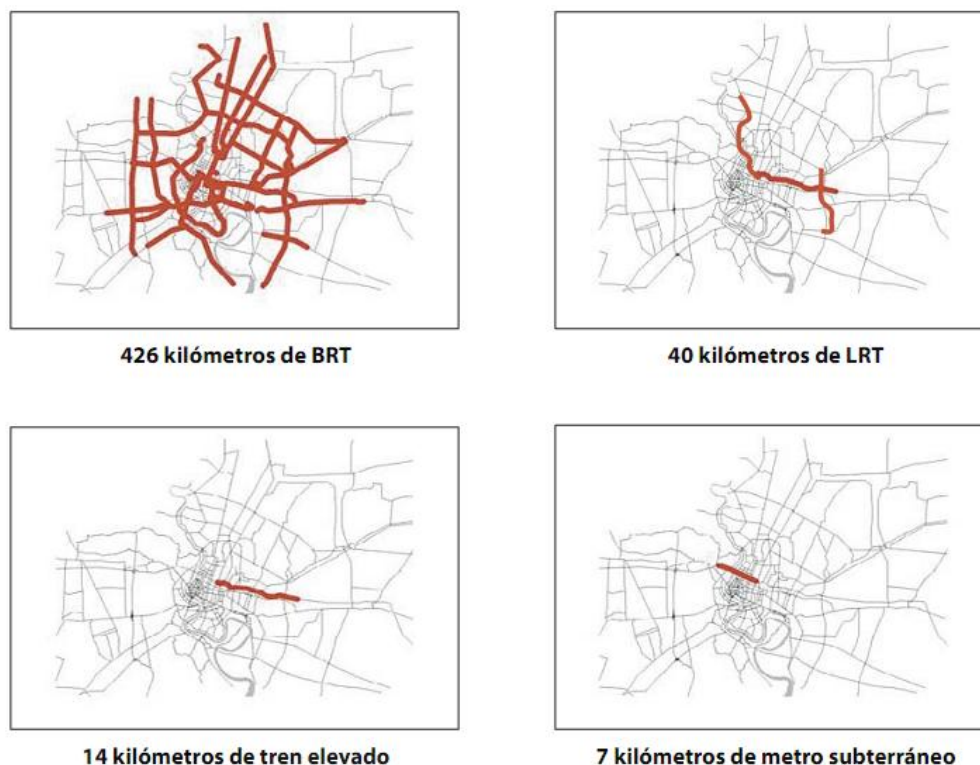 426 kilómetros de BRT
40 kilómetros de LRT
14 kilómetros de tren elevado
7 kilómetros de metro subterráneo